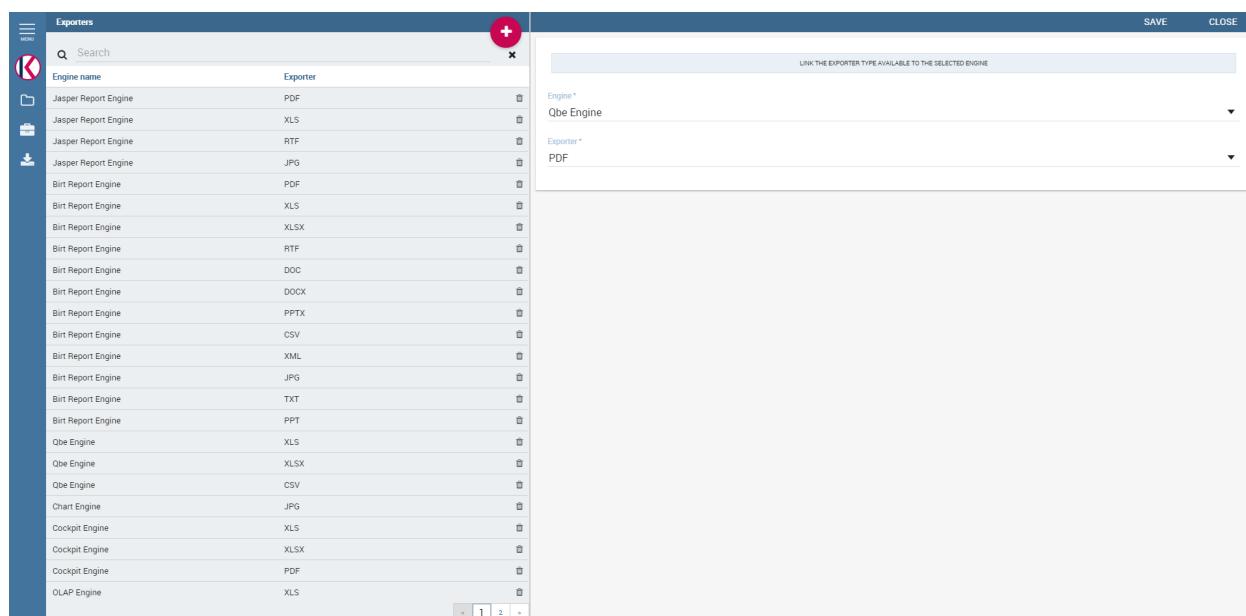 MENU
Exporters
SAVE CLOSE
Search
Engine name Exporter
Jasper Report Engine PDF
Jasper Report Engine XLS
Jasper Report Engine RTF
Jasper Report Engine JPG
Birt Report Engine PDF
Birt Report Engine XLS
Birt Report Engine XLSX
Birt Report Engine RTF
Birt Report Engine DOC
Birt Report Engine DOCX
Birt Report Engine PPTX
Birt Report Engine CSV
Birt Report Engine XML
Birt Report Engine JPG
Birt Report Engine TXT
Birt Report Engine PPT
Qbe Engine XLS
Qbe Engine XLSX
Qbe Engine CSV
Chart Engine JPG
Cockpit Engine XLS
Cockpit Engine XLSX
Cockpit Engine PDF
OLAP Engine XLS
« 1 2 »
LINK THE EXPORTER TYPE AVAILABLE TO THE SELECTED ENGINE
Engine *
Qbe Engine
Exporter *
PDF